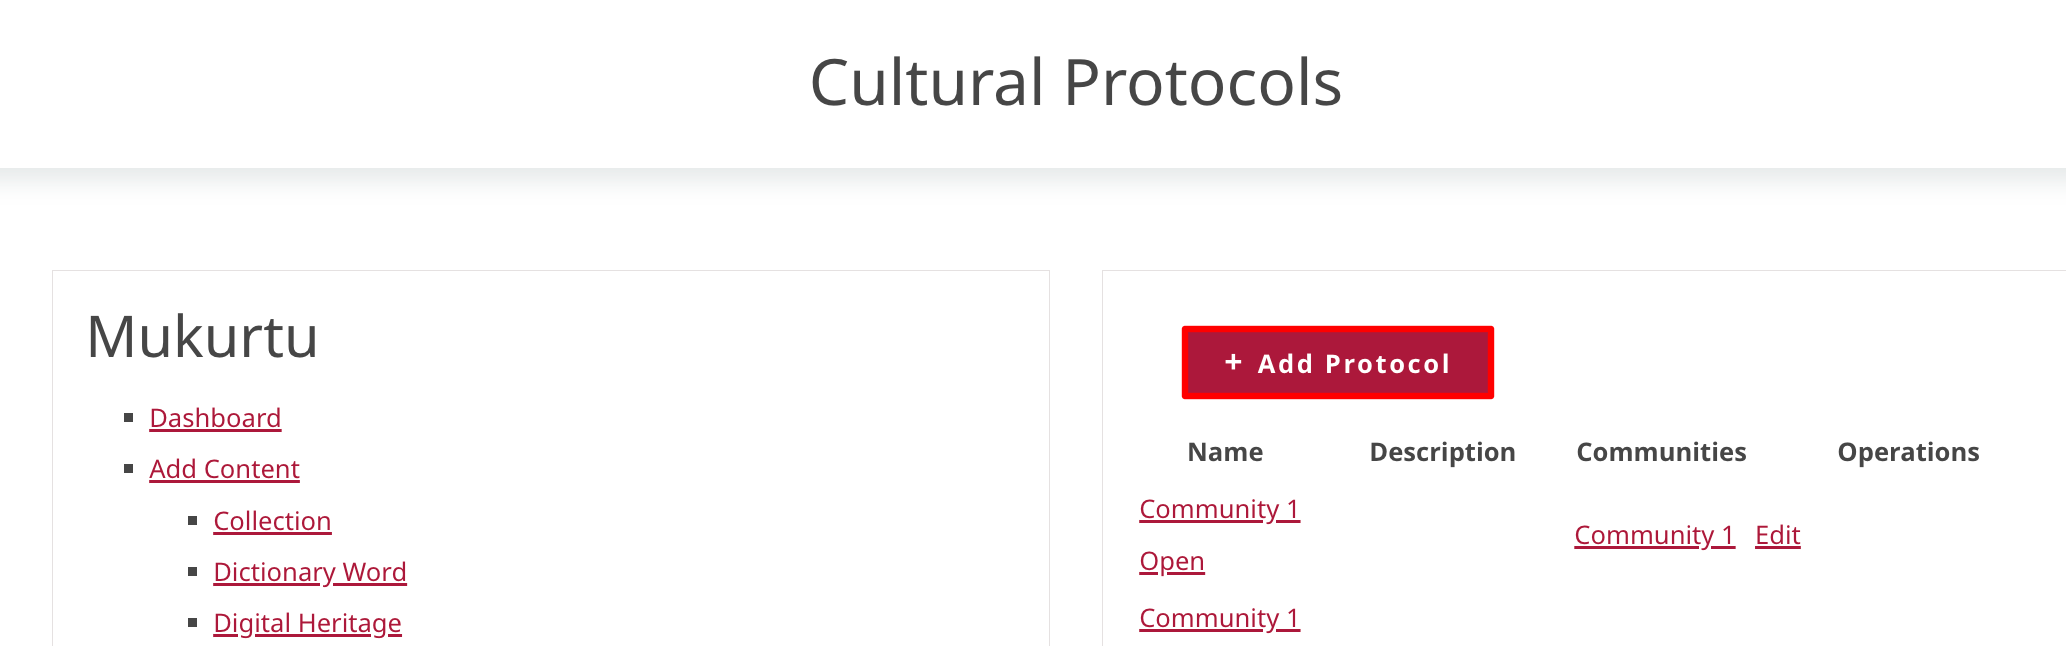 Cultural Protocols
Mukurtu
Dashboard
Add Content
Collection
Dictionary Word
Digital Heritage
+ Add Protocol
Name Description Communities Operations
Community 1
Open
Community 1 Edit
Community 1